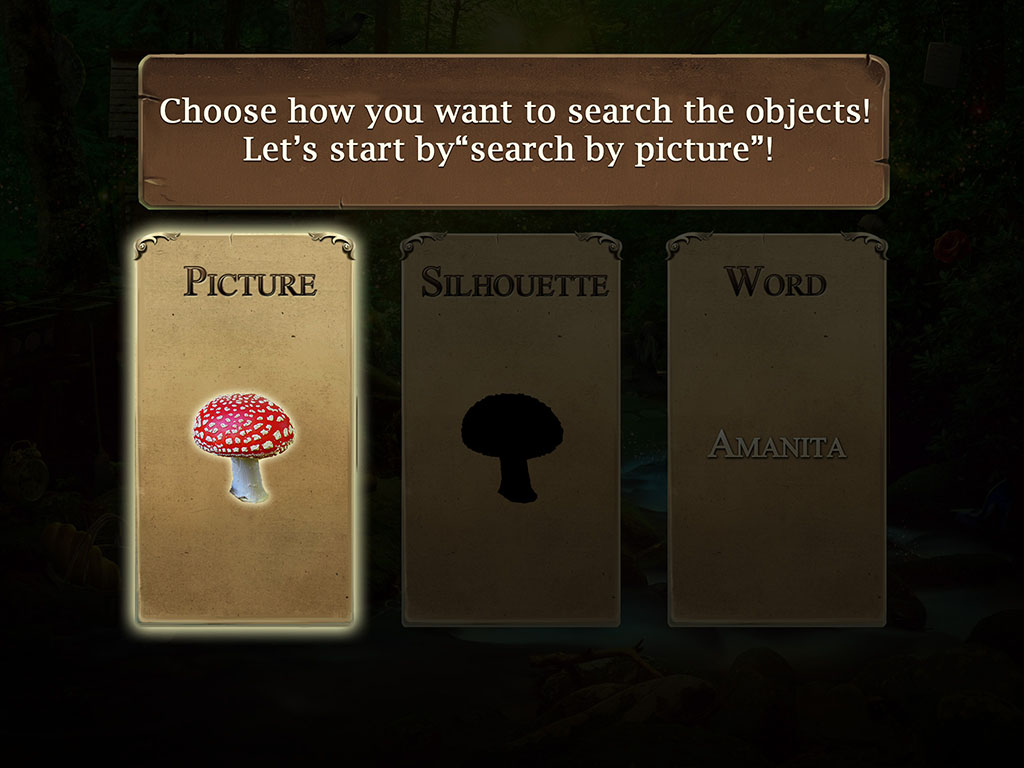 Choose how you want to search the objects!
Let’s start by“search by picture”!
PICTURE
SILHOUETTE
WORD
AMANITA